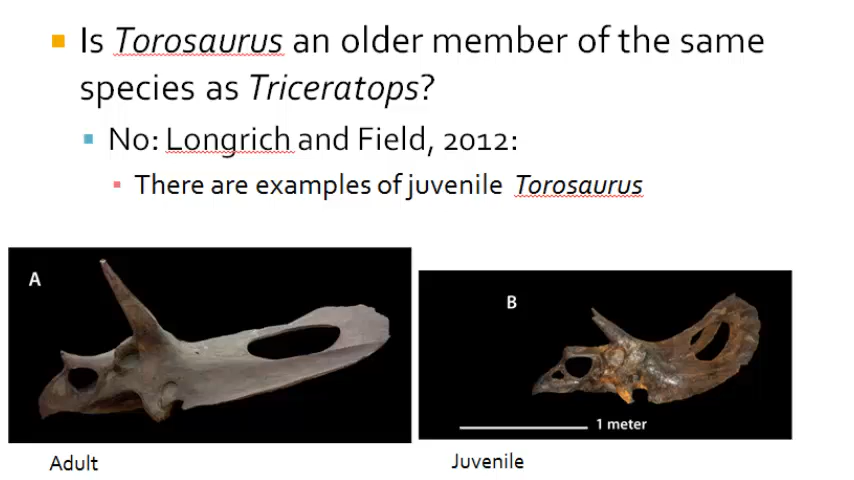 Is Torosaurus an older member of the same
species as Triceratops?
No: Longrich and Field, 2012:
There are examples of juvenile Torosaurus
A
B
1 meter
Adult
Juvenile